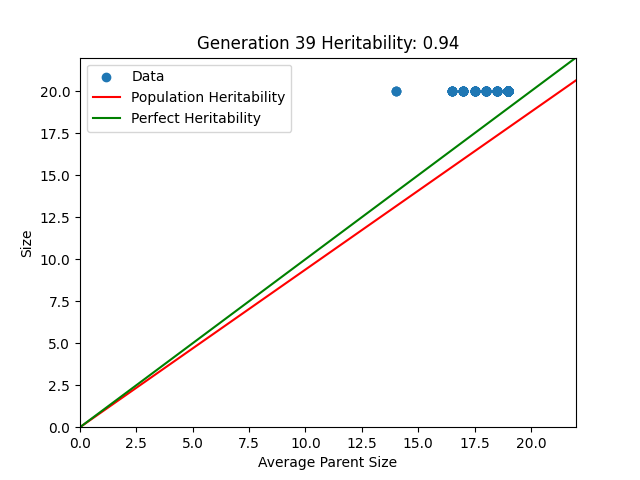 Generation 39 Heritability: 0.94
Data
Population Heritability
Perfect Heritability
Size
20.0
17.5
15.0
12.5
10.0
7.5
5.0
2.5
0.0
0.0 2.5 5.0 7.5 10.0 12.5 15.0 17.5 20.0
Average Parent Size